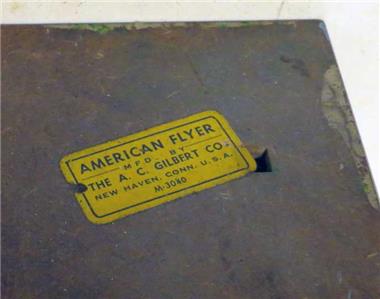 AMERICAN FLYER
MFD. BY
THE A. C. GILBERT CO.
NEW HAVEN, CONN. U.S.A.
M-3040